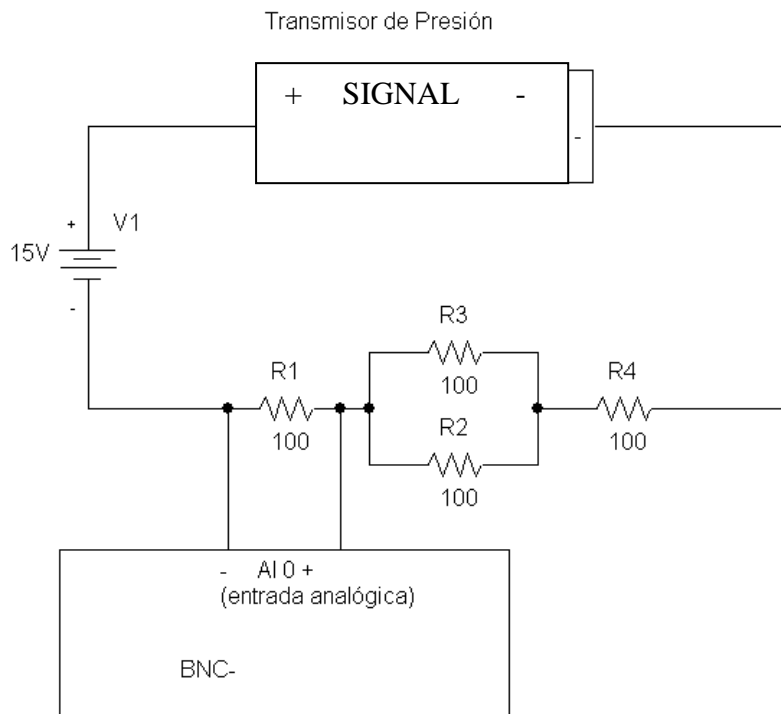 Transmisor de Presión
+ SIGNAL -
-
+ V1
15V
-
R3
100
R1
100
R4
100
R2
100
- AI 0 +
(entrada analógica)
BNC-